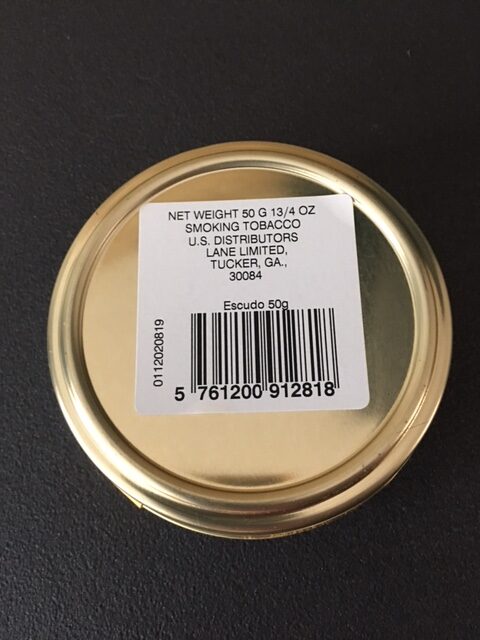 NET WEIGHT 50 G 13/4 OZ
SMOKING TOBACCO
U.S. DISTRIBUTORS
LANE LIMITED,
TUCKER, GA.,
30084
Escudo 50g
0112020819
5 761200 912818